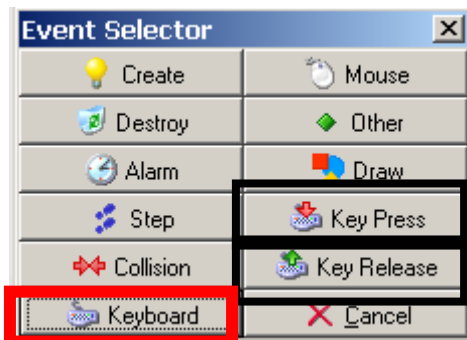 Event Selector
Create Mouse
Destroy Other
Alarm Draw
Step Key Press
Collision Key Release
Keyboard Cancel